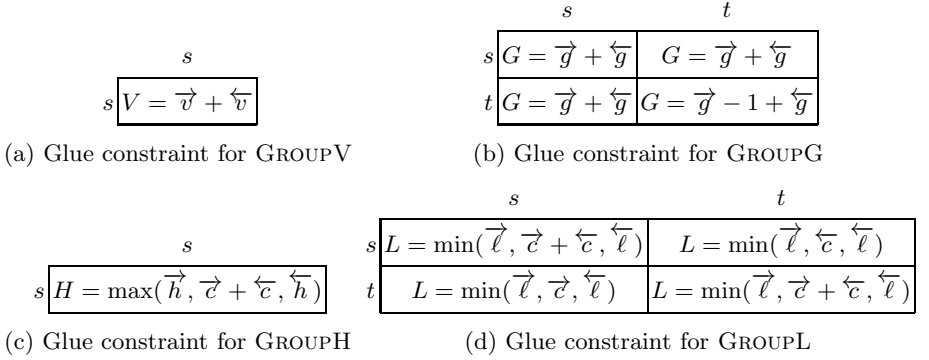 s
s V = →v + ←v
(a) Glue constraint for GROUPV
s t
s G = →g + ←g G = →g + ←g
t G = →g + ←g G = →g − 1 + ←g
(b) Glue constraint for GROUPG
s
s H = max(→h, →c + ←c, ←h)
(c) Glue constraint for GROUPH
s t
s L = min(→ℓ, →c + ←c, ←ℓ) L = min(→ℓ, ←c, ←ℓ)
t L = min(→ℓ, →c, ←ℓ) L = min(→ℓ, →c + ←c, ←ℓ)
(d) Glue constraint for GROUPL